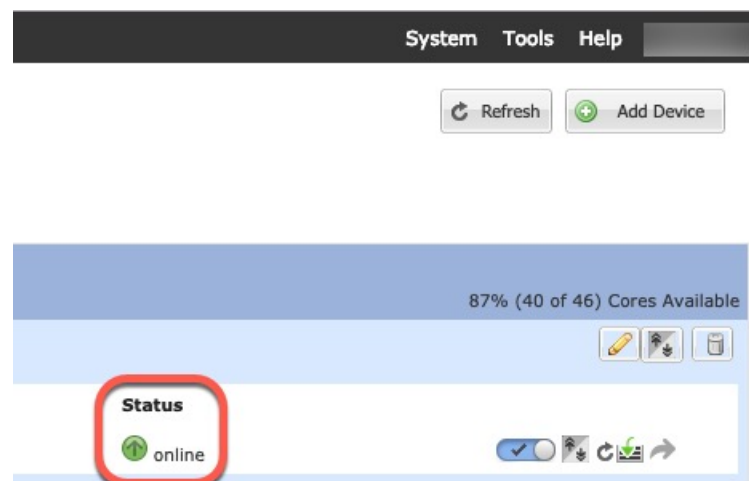 System Tools Help
Refresh Add Device
87% (40 of 46) Cores Available
Status
online